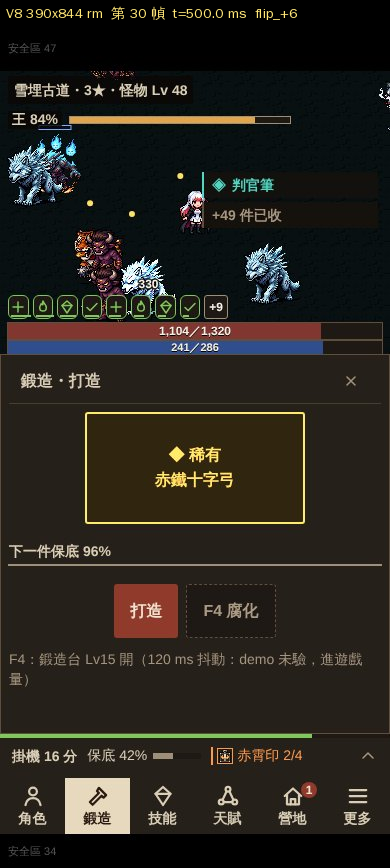 V8 390x844 rm 第 30 幀 t=500.0 ms flip_+6
安全區 47
雪埋古道・3★・怪物 Lv 48
王 84%
◈ 判官筆
+49 件已收
330
+9
1,104／1,320
241／286
鍛造・打造
×
◆ 稀有
赤鐵十字弓
下一件保底 96%
打造
F4 腐化
F4：鍛造台 Lv15 開（120 ms 抖動：demo 未驗，進遊戲
量）
掛機 16 分 保底 42% 赤霄印 2/4
角色 鍛造 技能 天賦 營地 1 更多
安全區 34